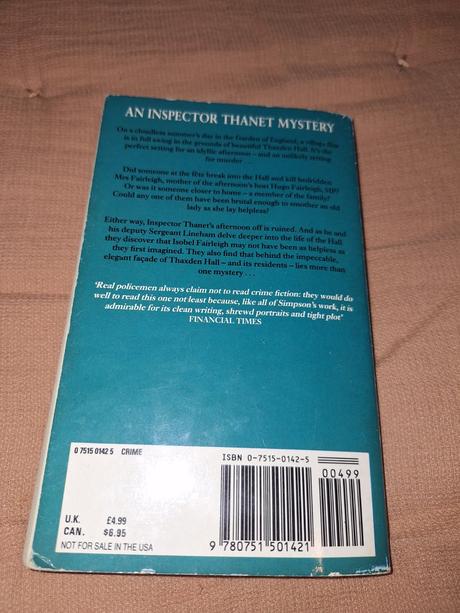 AN INSPECTOR THANET MYSTERY
On a cloudless summer's day in the Garden of England, a village fête
is in full swing in the grounds of beautiful Thaxden Hall. It's the
perfect setting for an idyllic afternoon – and an unlikely setting
for murder . . .
Did someone at the fête break into the Hall and kill bedridden
Mrs Fairleigh, mother of the afternoon's host Hugo Fairleigh, MP?
Or was it someone closer to home – a member of the family?
Could any one of them have been brutal enough to smother an old
lady as she lay helpless?
Either way, Inspector Thanet's afternoon off is ruined. And as he and
his deputy Sergeant Lineham delve deeper into the life of the Hall
they discover that Isobel Fairleigh may not have been as helpless as
they first imagined. They also find that behind the impeccable,
elegant façade of Thaxden Hall – and its residents – lies more than
one mystery . . .
'Real policemen always claim not to read crime fiction: they would do
well to read this one not least because, like all of Simpson's work, it is
admirable for its clean writing, shrewd portraits and tight plot'
FINANCIAL TIMES
0 7515 0142 5 CRIME
ISBN 0-7515-0142-5
00499
U.K. £4.99
CAN. $6.95
NOT FOR SALE IN THE USA
9 780751 501421